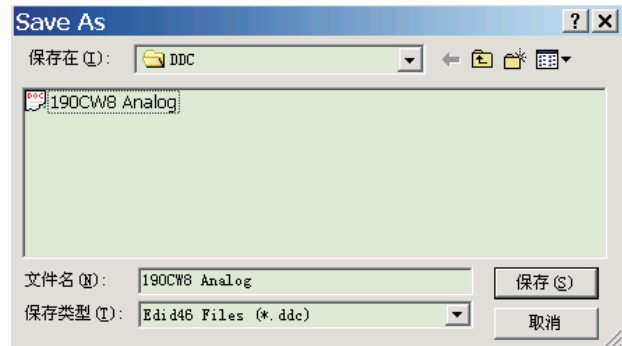 Save As
保存在(I):
DDC
190CW8 Analog
文件名(N):
190CW8 Analog
保存(S)
保存类型(T):
Edid46 Files (*.ddc)
取消